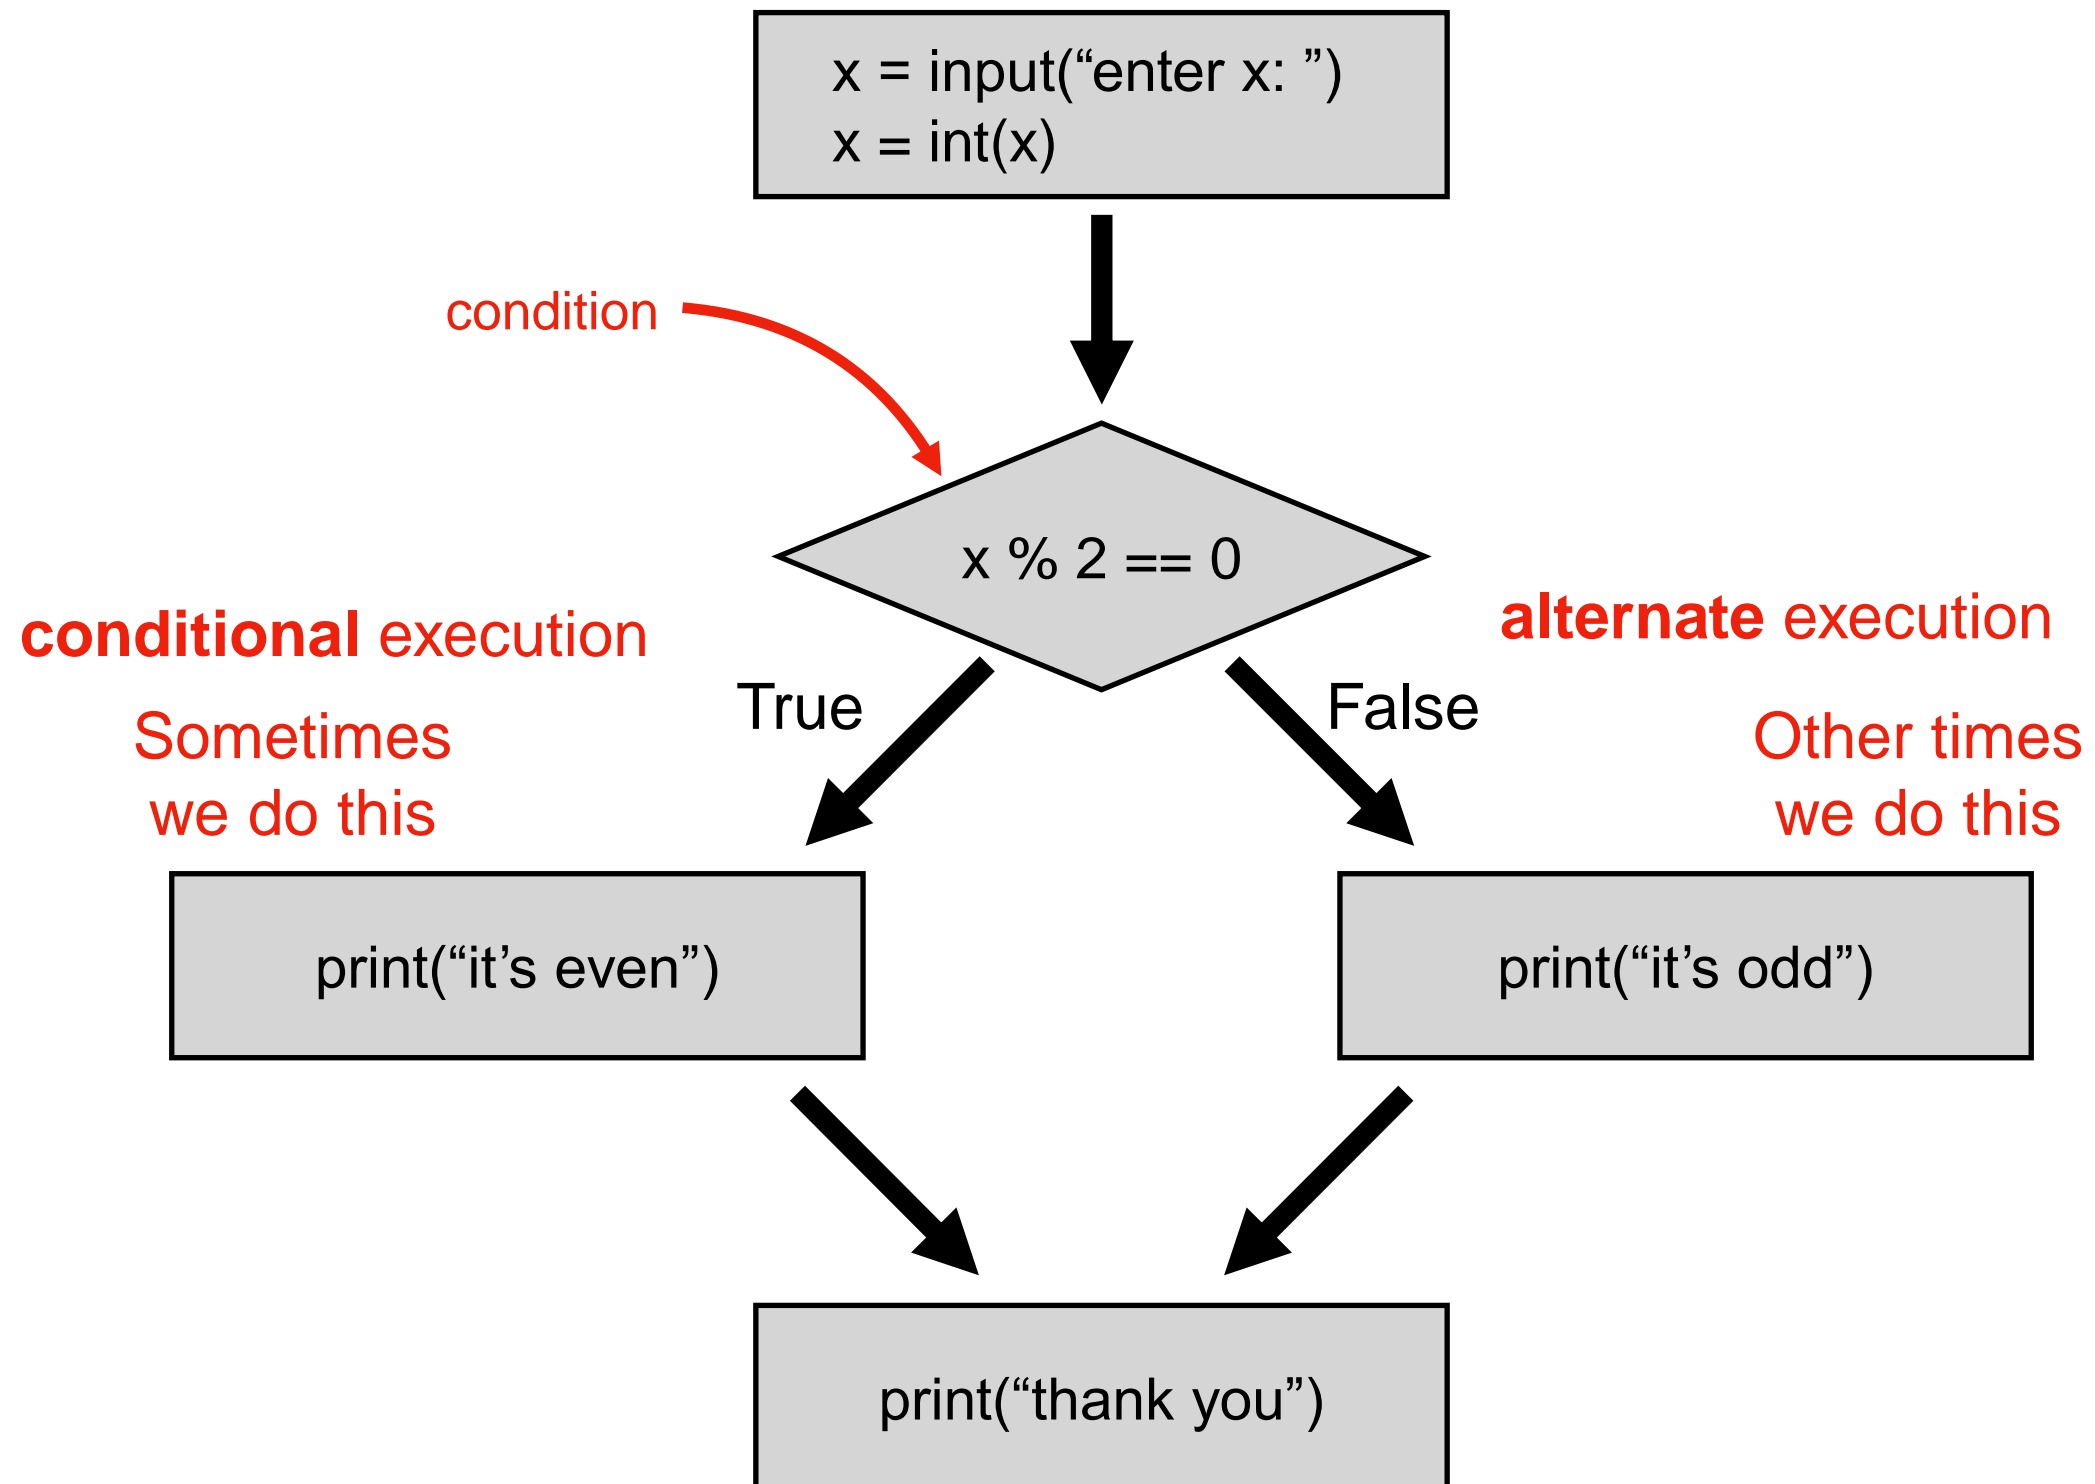 x = input(“enter x: ”)
x = int(x)
condition
x % 2 == 0
conditional execution
alternate execution
True
False
Sometimes
we do this
Other times
we do this
print(“it’s even”)
print(“it’s odd”)
print(“thank you”)